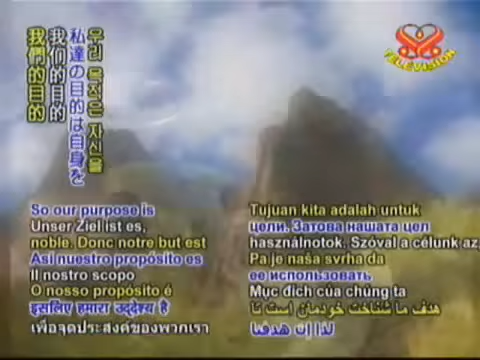 우리 목적은 자신을
私達の目的は自身を
我们的目的
我們的目的
TELEVISION
So our purpose is
Unser Ziel ist es,
noble. Donc notre but est
Así nuestro propósito es
Il nostro scopo
O nosso propósito é
इसलिए हमारा उद्देश्य है
เพื่อจุดประสงค์ของพวกเรา
Tujuan kita adalah untuk
цели. Затова нашата цел
használnotok. Szóval a célunk az,
Pa je naša svrha da
ее использовать
Mục đích của chúng ta
هدف ما شناخت خودمان است تا
لذا إن هدفنا